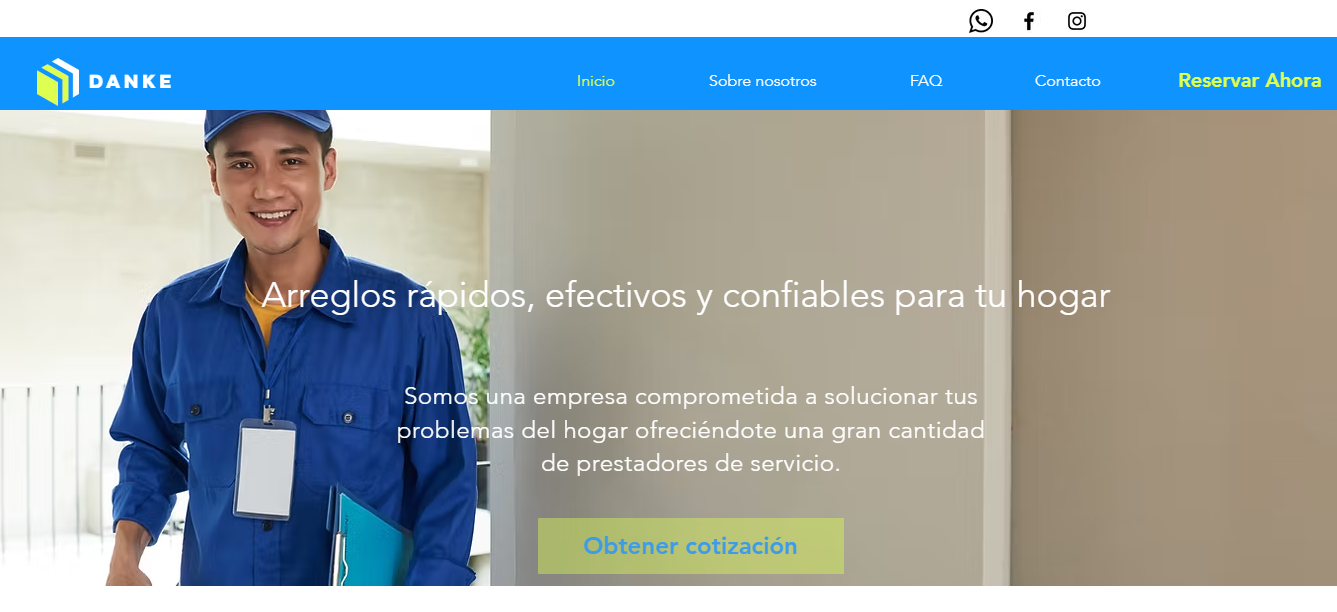 DANKE
Inicio
Sobre nosotros
FAQ
Contacto
Reservar Ahora
Arreglos rápidos, efectivos y confiables para tu hogar
Somos una empresa comprometida a solucionar tus
problemas del hogar ofreciéndote una gran cantidad
de prestadores de servicio.
Obtener cotización